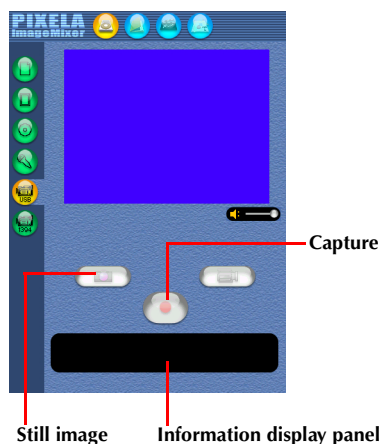 PIXELA
ImageMixer
USB
1394
Capture
Still image
Information display panel